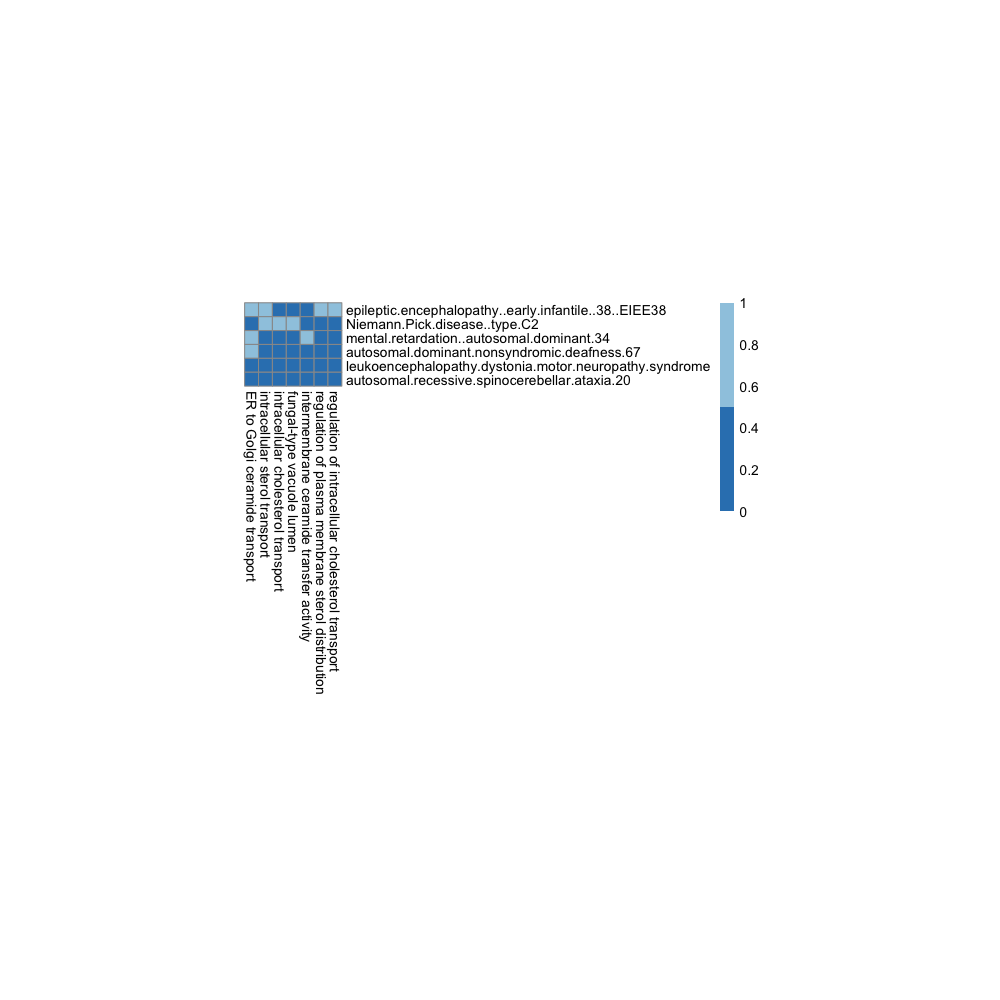 epileptic.encephalopathy..early.infantile..38..EIEE38
Niemann.Pick.disease..type.C2
mental.retardation..autosomal.dominant.34
autosomal.dominant.nonsyndromic.deafness.67
leukoencephalopathy.dystonia.motor.neuropathy.syndrome
autosomal.recessive.spinocerebellar.ataxia.20
ER to Golgi ceramide transport
intracellular sterol transport
intracellular cholesterol transport
fungal-type vacuole lumen
intermembrane ceramide transfer activity
regulation of plasma membrane sterol distribution
regulation of intracellular cholesterol transport
1
0.8
0.6
0.4
0.2
0